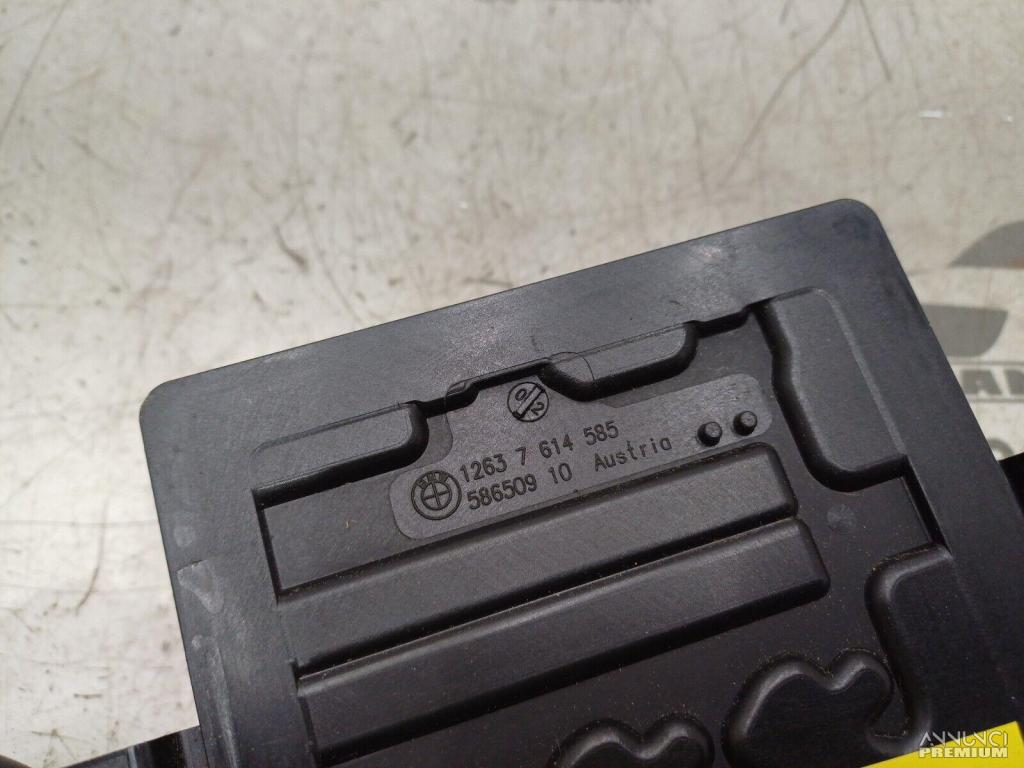 1263 7 614 585
586509 10 Austria
ANNUNCI
PREMIUM